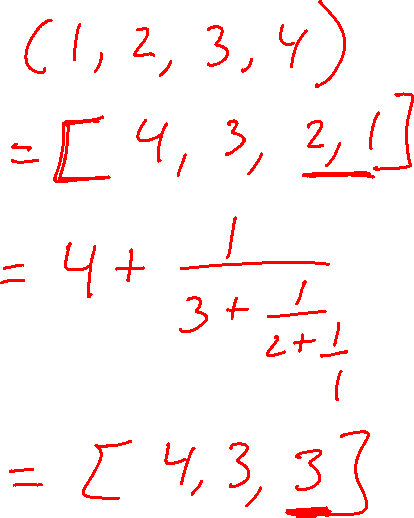 (1, 2, 3, 4)
= [4, 3, 2, 1]
= 4 + 1/(3 + 1/(2 + 1/1))
= [4, 3, 3]